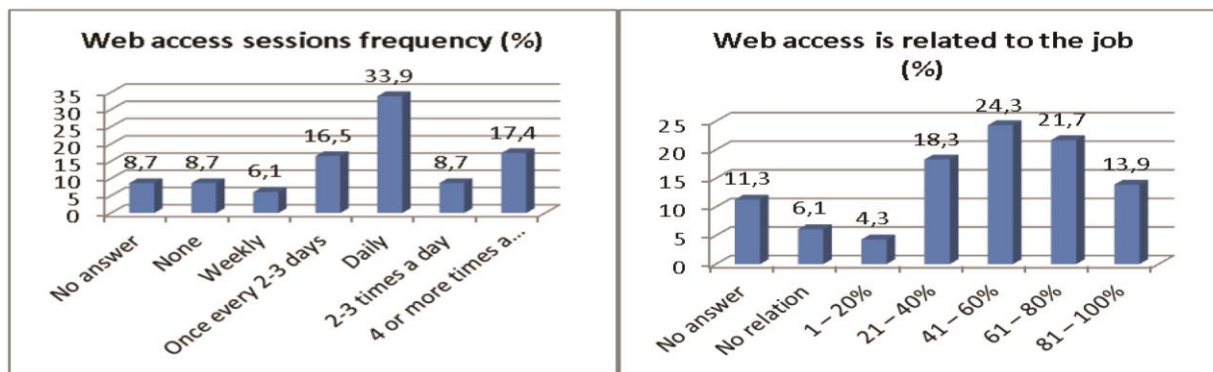 Web access sessions frequency (%)
33,9
35
30
25
20
15
10
5
0
8,7
8,7
6,1
16,5
8,7
17,4
No answer
None
Weekly
Once every 2-3 days
Daily
2-3 times a day
4 or more times a...
Web access is related to the job
(%)
25
20
15
10
5
0
11,3
6,1
4,3
18,3
24,3
21,7
13,9
No answer
No relation
1 – 20%
21 – 40%
41 – 60%
61 – 80%
81 – 100%